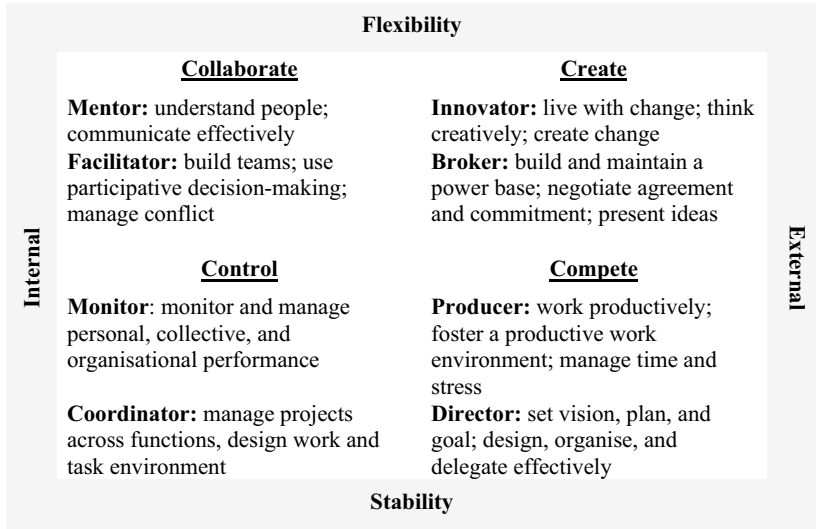 Flexibility
Collaborate
Mentor: understand people;
communicate effectively
Facilitator: build teams; use
participative decision-making;
manage conflict
Create
Innovator: live with change; think
creatively; create change
Broker: build and maintain a
power base; negotiate agreement
and commitment; present ideas
Internal
External
Control
Monitor: monitor and manage
personal, collective, and
organisational performance
Coordinator: manage projects
across functions, design work and
task environment
Compete
Producer: work productively;
foster a productive work
environment; manage time and
stress
Director: set vision, plan, and
goal; design, organise, and
delegate effectively
Stability